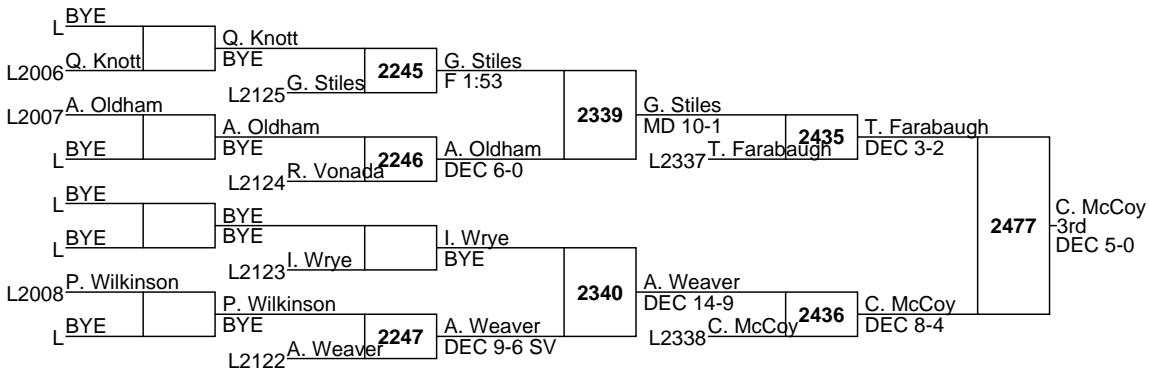 L BYE
L2006 Q. Knott
Q. Knott
BYE
L2125 G. Stiles
2245
G. Stiles
F 1:53
L2007 A. Oldham
L BYE
A. Oldham
BYE
L2124 R. Vonada
2246
A. Oldham
DEC 6-0
2339
G. Stiles
MD 10-1
L2337 T. Farabaugh
2435
T. Farabaugh
DEC 3-2
L BYE
L BYE
BYE
BYE
L2123 I. Wrye
I. Wrye
BYE
L2008 P. Wilkinson
L BYE
P. Wilkinson
BYE
L2122 A. Weaver
2247
A. Weaver
DEC 9-6 SV
2340
A. Weaver
DEC 14-9
L2338 C. McCoy
2436
C. McCoy
DEC 8-4
2477
C. McCoy
3rd
DEC 5-0